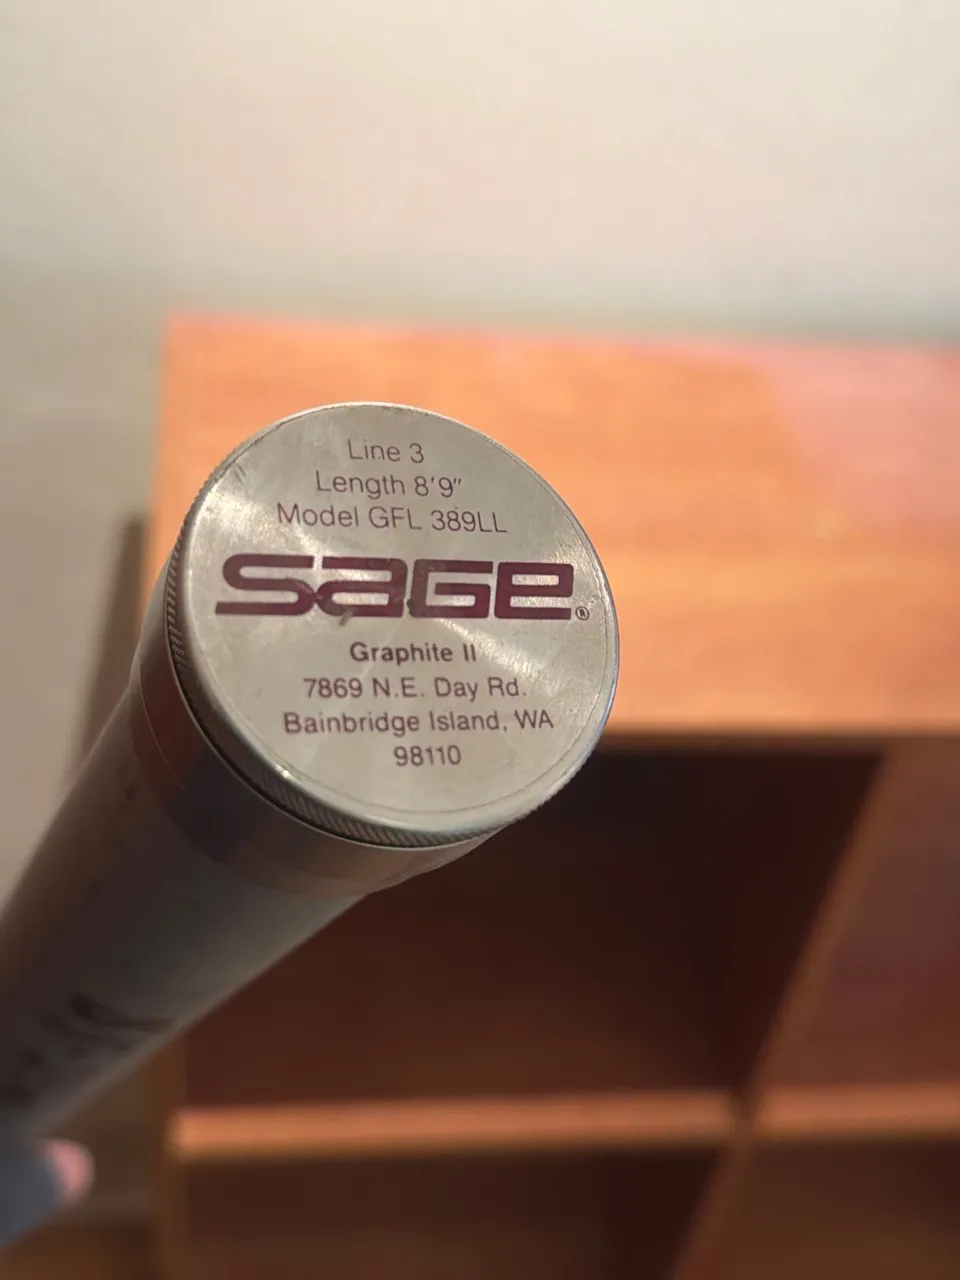 Line 3
Length 8'9"
Model GFL 389LL
SAGE®
Graphite II
7869 N.E. Day Rd.
Bainbridge Island, WA
98110